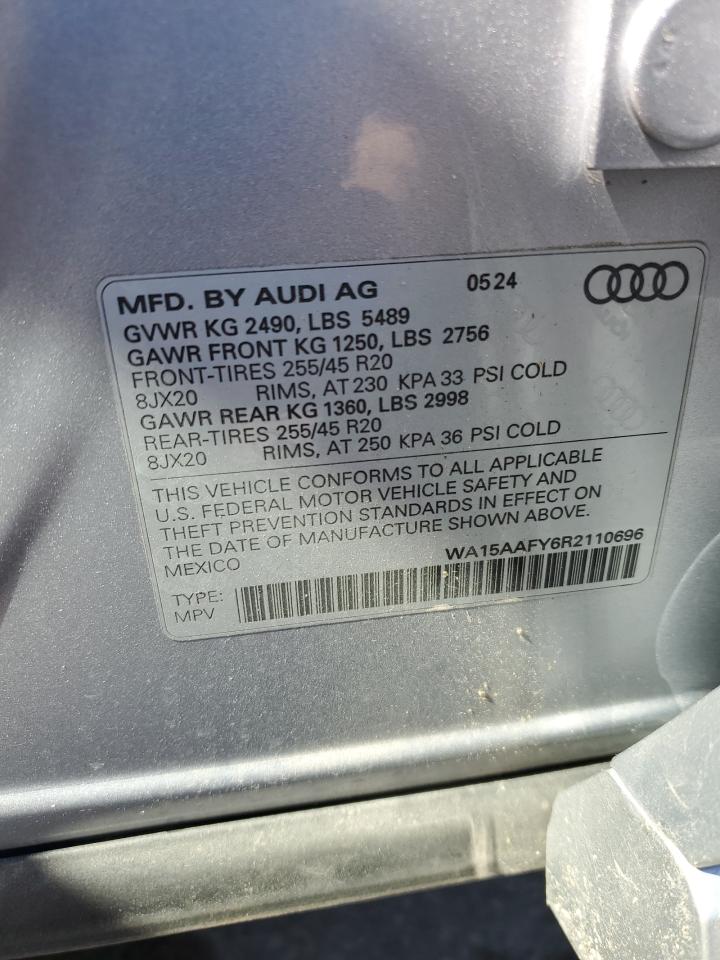 MFD. BY AUDI AG 0524
GVWR KG 2490, LBS 5489
GAWR FRONT KG 1250, LBS 2756
FRONT-TIRES 255/45 R20
8JX20 RIMS, AT 230 KPA 33 PSI COLD
GAWR REAR KG 1360, LBS 2998
REAR-TIRES 255/45 R20
8JX20 RIMS, AT 250 KPA 36 PSI COLD
THIS VEHICLE CONFORMS TO ALL APPLICABLE
U.S. FEDERAL MOTOR VEHICLE SAFETY AND
THEFT PREVENTION STANDARDS IN EFFECT ON
THE DATE OF MANUFACTURE SHOWN ABOVE.
MEXICO WA15AAFY6R2110696
TYPE:
MPV